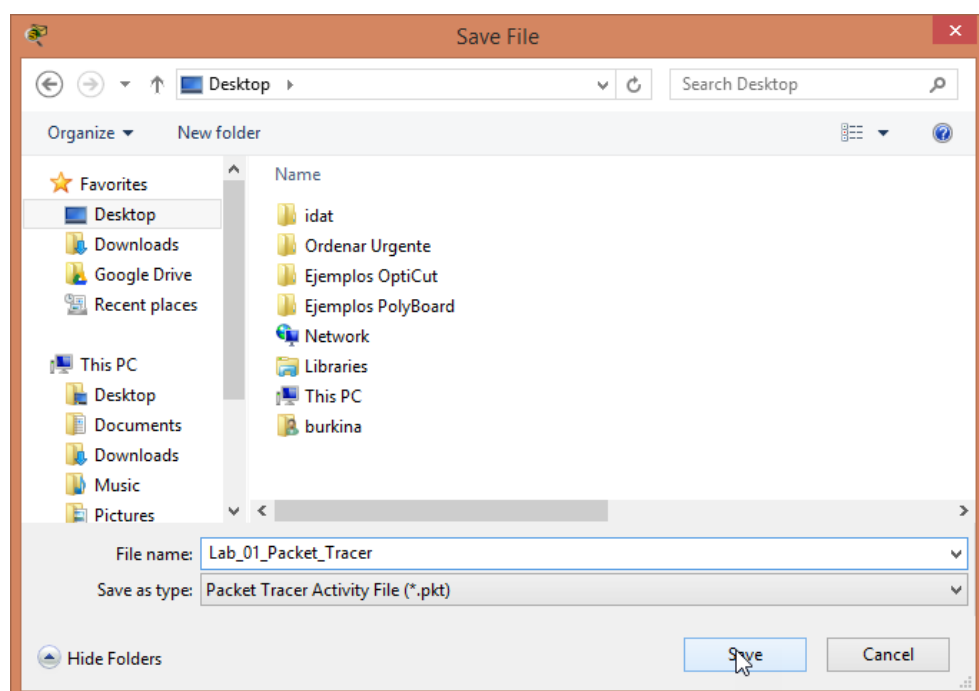 Save File
Desktop
Search Desktop
Organize
New folder
Favorites
Desktop
Downloads
Google Drive
Recent places
This PC
Desktop
Documents
Downloads
Music
Pictures
Name
idat
Ordenar Urgente
Ejemplos OptiCut
Ejemplos PolyBoard
Network
Libraries
This PC
burkina
File name: Lab_01_Packet_Tracer
Save as type: Packet Tracer Activity File (*.pkt)
Hide Folders
Save
Cancel